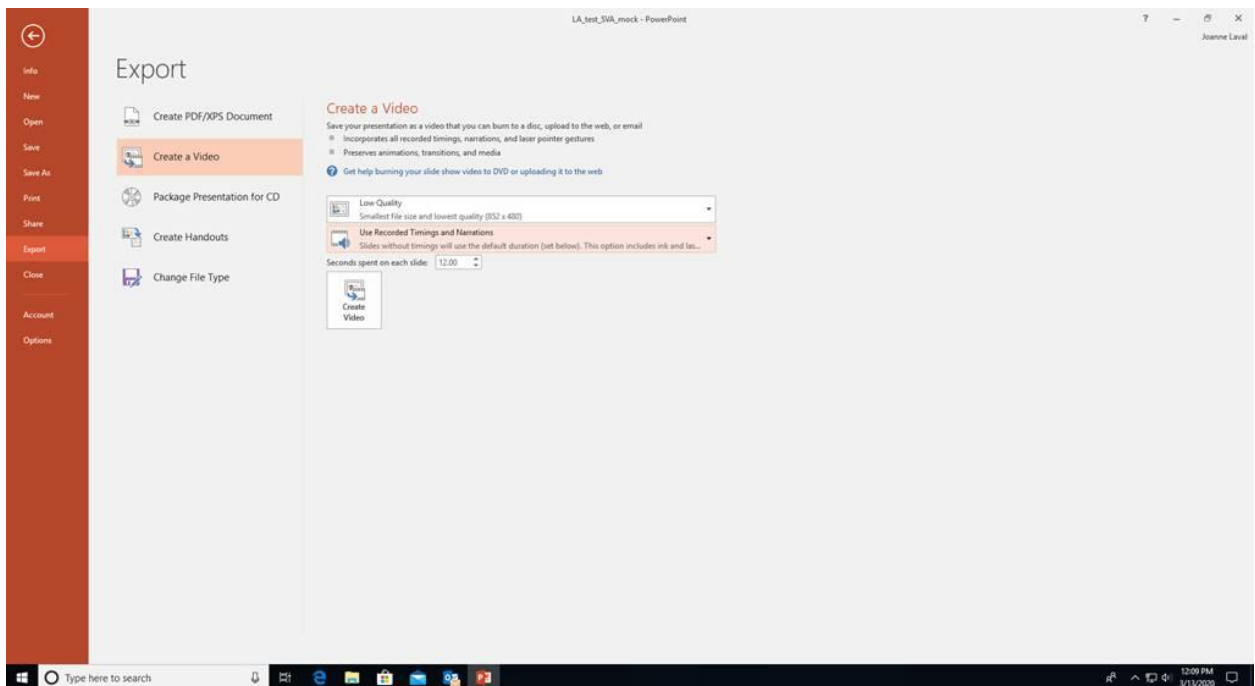 LA_test_SVA_mock - PowerPoint
?
Joanne Laval
Info
New
Open
Save
Save As
Print
Share
Export
Close
Account
Options
Export
Create PDF/XPS Document
Create a Video
Package Presentation for CD
Create Handouts
Change File Type
Create a Video
Save your presentation as a video that you can burn to a disc, upload to the web, or email
Incorporates all recorded timings, narrations, and laser pointer gestures
Preserves animations, transitions, and media
Get help burning your slide show video to DVD or uploading it to the web
Low Quality
Smallest file size and lowest quality (852 x 480)
Use Recorded Timings and Narrations
Slides without timings will use the default duration (set below). This option includes ink and las...
Seconds spent on each slide: 12.00
Create
Video
Type here to search
12:09 PM
3/13/2020